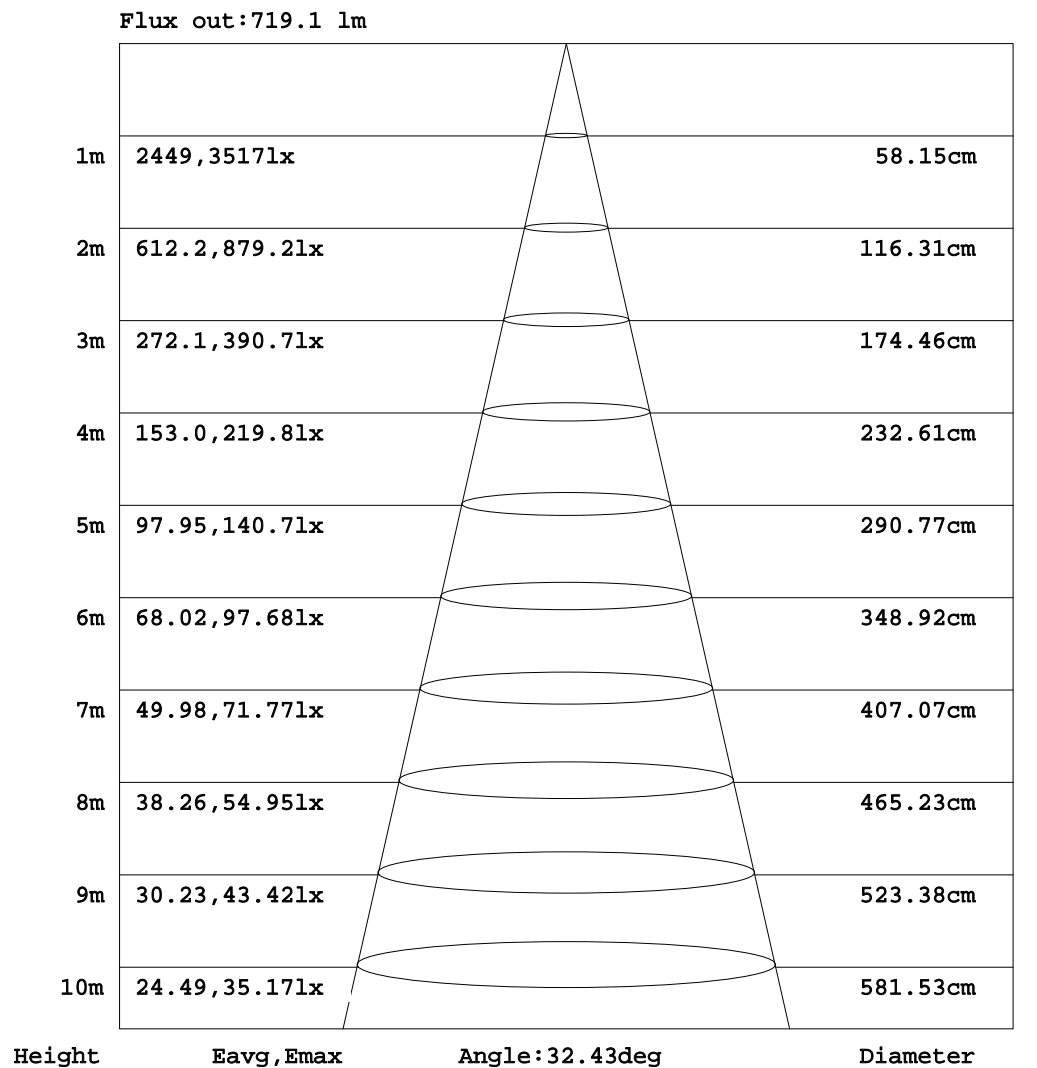 Flux out:719.1 lm
1m 2449,3517lx 58.15cm
2m 612.2,879.2lx 116.31cm
3m 272.1,390.7lx 174.46cm
4m 153.0,219.8lx 232.61cm
5m 97.95,140.7lx 290.77cm
6m 68.02,97.68lx 348.92cm
7m 49.98,71.77lx 407.07cm
8m 38.26,54.95lx 465.23cm
9m 30.23,43.42lx 523.38cm
10m 24.49,35.17lx 581.53cm
Height Eavg,Emax Angle:32.43deg Diameter